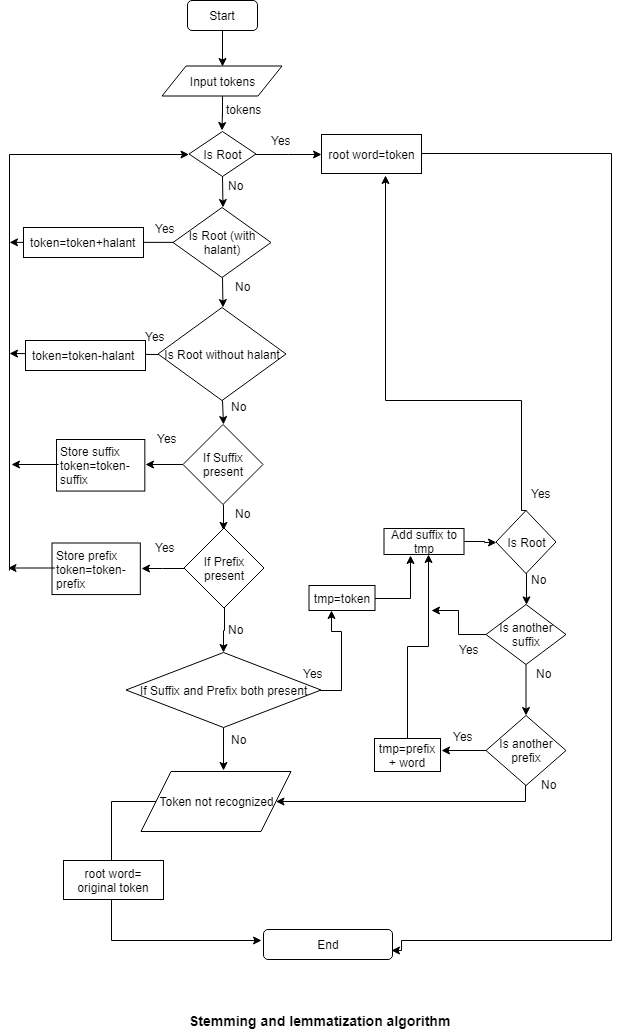 Start
Input tokens
tokens
Is Root
Yes
root word=token
No
Is Root (with
halant)
Yes
token=token+halant
No
Is Root without halant
Yes
token=token-halant
No
If Suffix
present
Yes
Store suffix
token=token-
suffix
No
If Prefix
present
Yes
Store prefix
token=token-
prefix
No
If Suffix and Prefix both present
Yes
tmp=token
Add suffix to
tmp
Is Root
Yes
No
Is another
suffix
Yes
No
Is another
prefix
Yes
tmp=prefix
+ word
No
No
Token not recognized
root word=
original token
End
Stemming and lemmatization algorithm